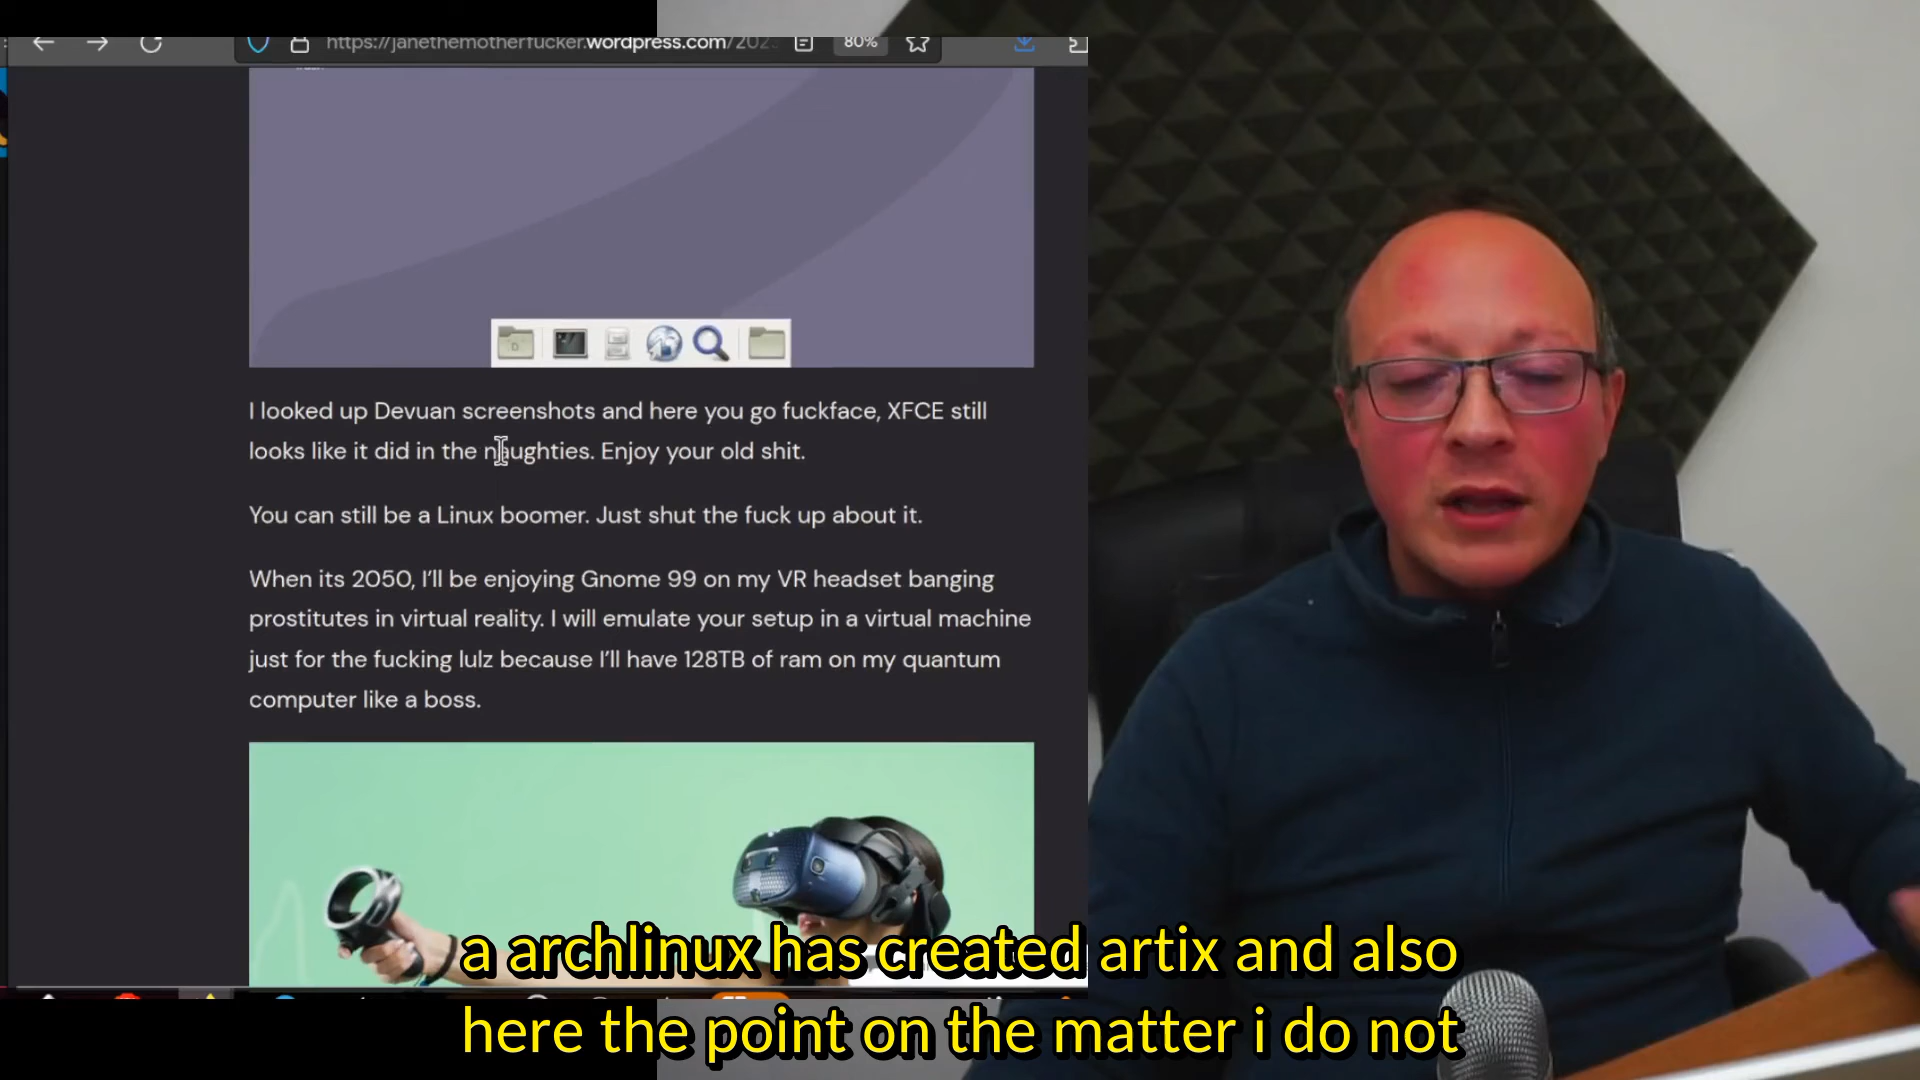 https://janethemotherfucker.wordpress.com/202
80%
I looked up Devuan screenshots and here you go fuckface, XFCE still
looks like it did in the naughties. Enjoy your old shit.
You can still be a Linux boomer. Just shut the fuck up about it.
When its 2050, I'll be enjoying Gnome 99 on my VR headset banging
prostitutes in virtual reality. I will emulate your setup in a virtual machine
just for the fucking lulz because I'll have 128TB of ram on my quantum
computer like a boss.
a archlinux has created artix and also
here the point on the matter i do not